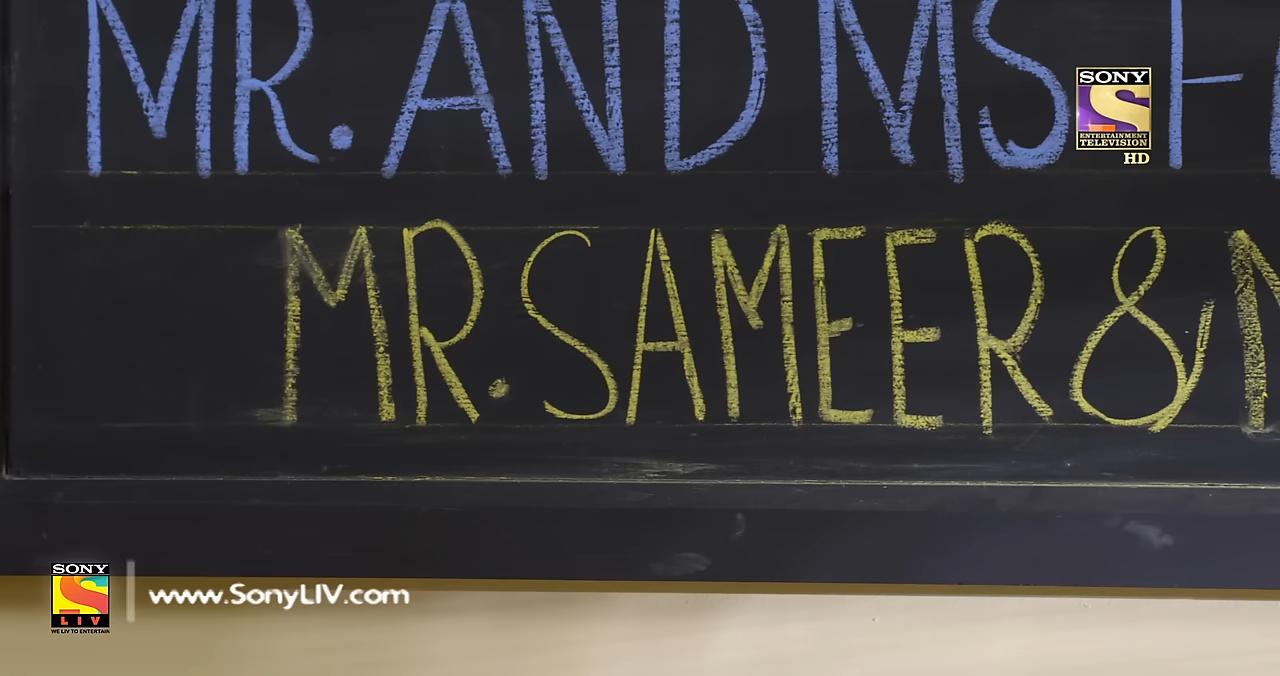 MR. AND MS F
SONY
ENTERTAINMENT
TELEVISION
HD
MR. SAMEER &
SONY
LIV
WE LIV TO ENTERTAIN
www.SonyLIV.com